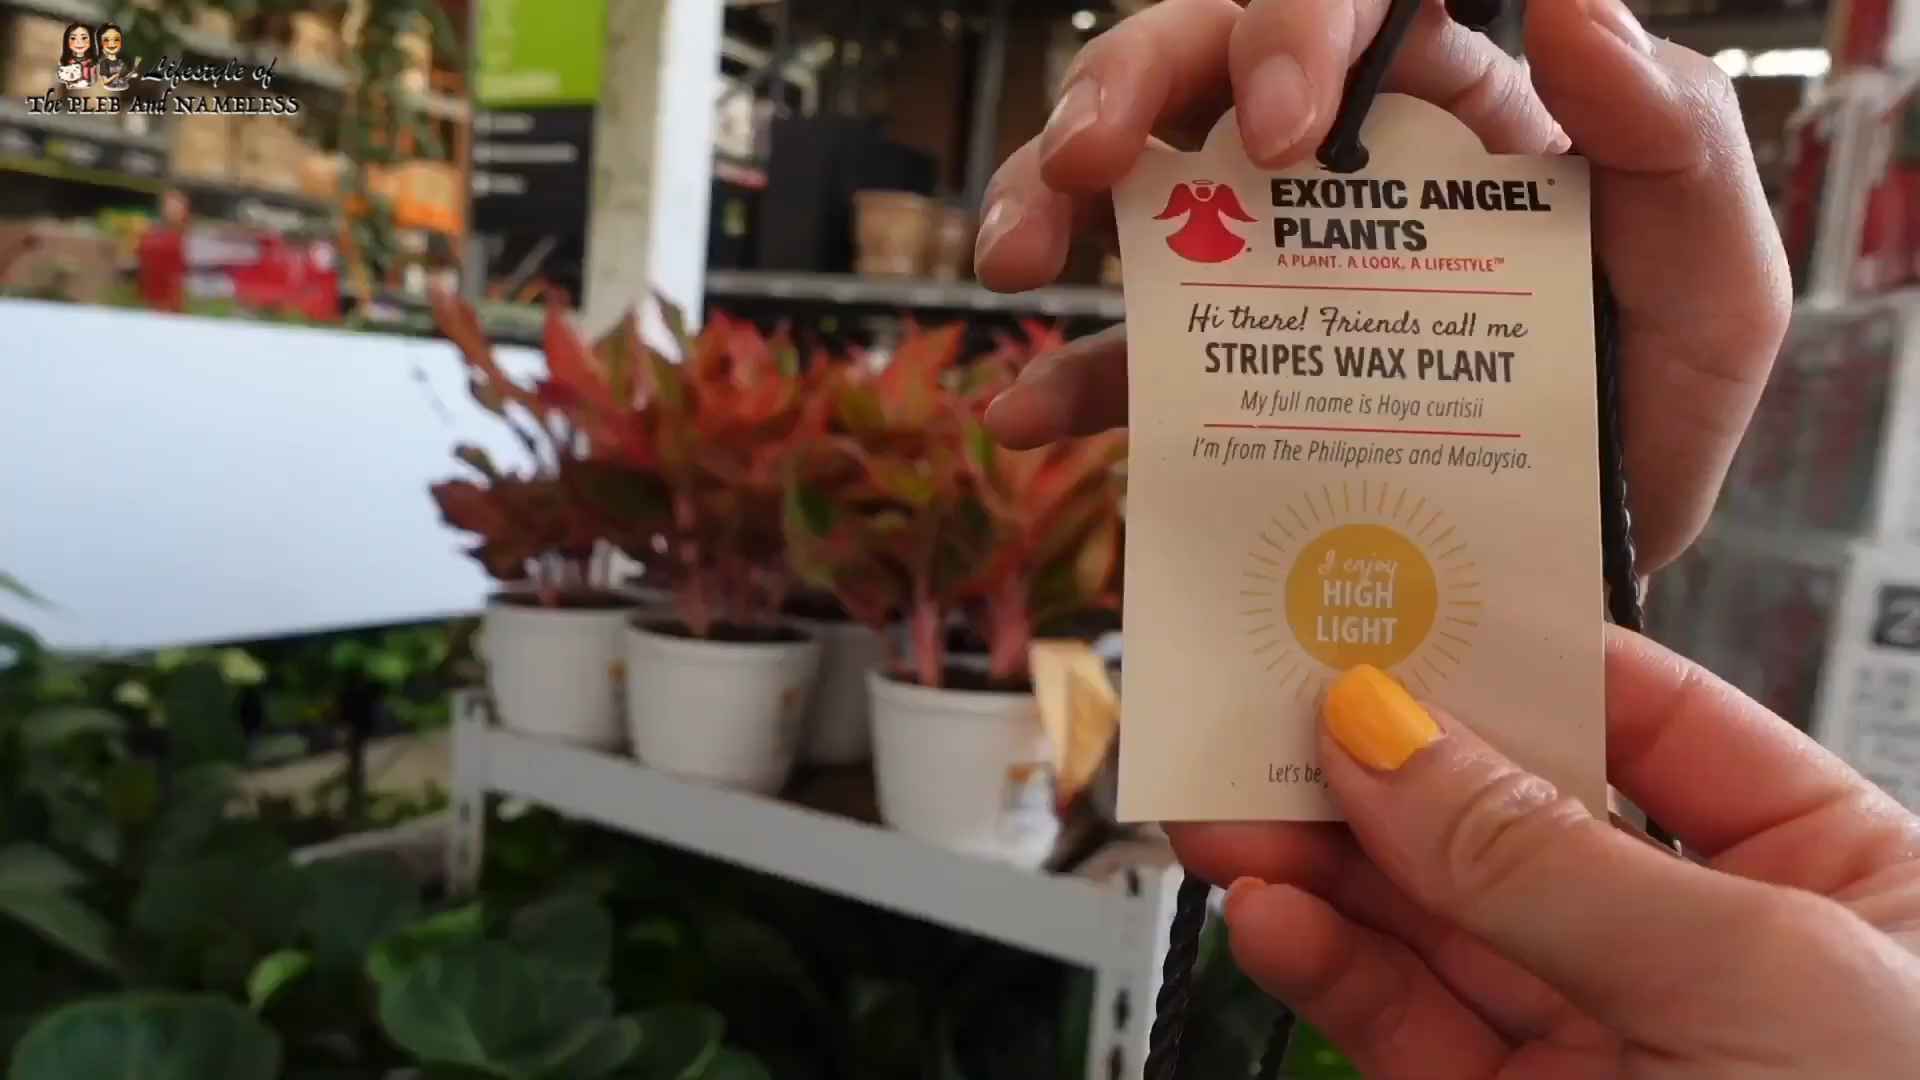 Lifestyle of
The PLEB And NAMELESS
EXOTIC ANGEL®
PLANTS
A PLANT. A LOOK. A LIFESTYLE™
Hi there! Friends call me
STRIPES WAX PLANT
My full name is Hoya curtisii
I'm from The Philippines and Malaysia.
I enjoy
HIGH
LIGHT
Let's be
2